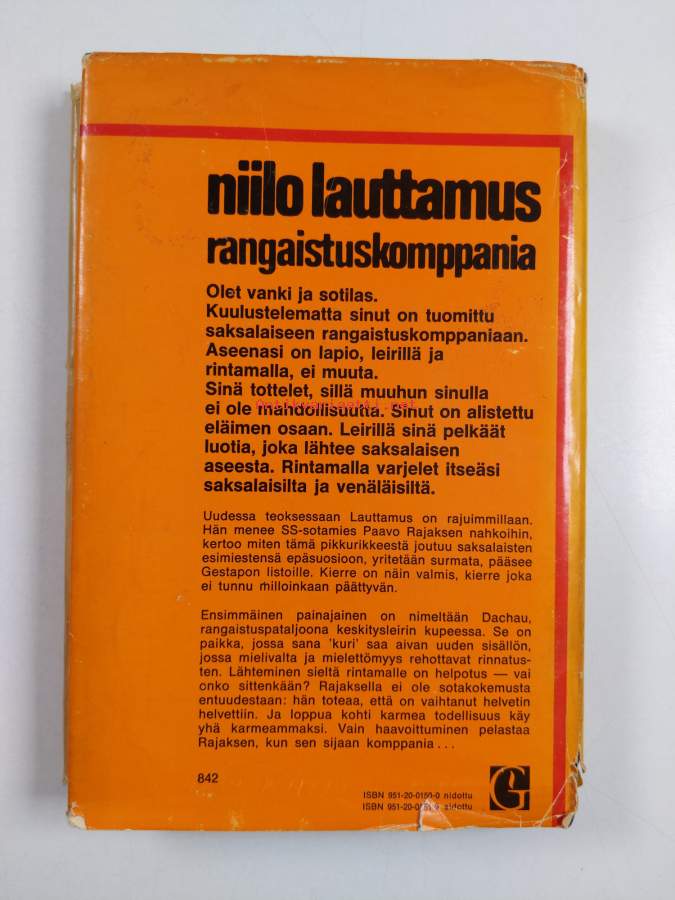 niilo lauttamus
rangaistuskomppania
Olet vanki ja sotilas.
Kuulustelematta sinut on tuomittu
saksalaiseen rangaistuskomppaniaan.
Aseenasi on lapio, leirillä ja
rintamalla, ei muuta.
Sinä tottelet, sillä muuhun sinulla
ei ole mahdollisuutta. Sinut on alistettu
eläimen osaan. Leirillä sinä pelkäät
luotia, joka lähtee saksalaisen
aseesta. Rintamalla varjelet itseäsi
saksalaisilta ja venäläisiltä.
Uudessa teoksessaan Lauttamus on rajuimmillaan.
Hän menee SS-sotamies Paavo Rajaksen nahkoihin,
kertoo miten tämä pikkurikkeestä joutuu saksalaisten
esimiestensä epäsuosioon, yritetään surmata, pääsee
Gestapon listoille. Kierre on näin valmis, kierre joka
ei tunnu milloinkaan päättyvän.
Ensimmäinen painajainen on nimeltään Dachau,
rangaistuspataljoona keskitysleirin kupeessa. Se on
paikka, jossa sana 'kuri' saa aivan uuden sisällön,
jossa mielivalta ja mielettömyys rehottavat rinnatus-
ten. Lähteminen sieltä rintamalle on helpotus — vai
onko sittenkään? Rajaksella ei ole sotakokemusta
entuudestaan: hän toteaa, että on vaihtanut helvetin
helvettiin. Ja loppua kohti karmea todellisuus käy
yhä karmeammaksi. Vain haavoittuminen pelastaa
Rajaksen, kun sen sijaan komppania . . .
842
ISBN 951-20-0150-0 nidottu
ISBN 951-20-0151-9 sidottu
G